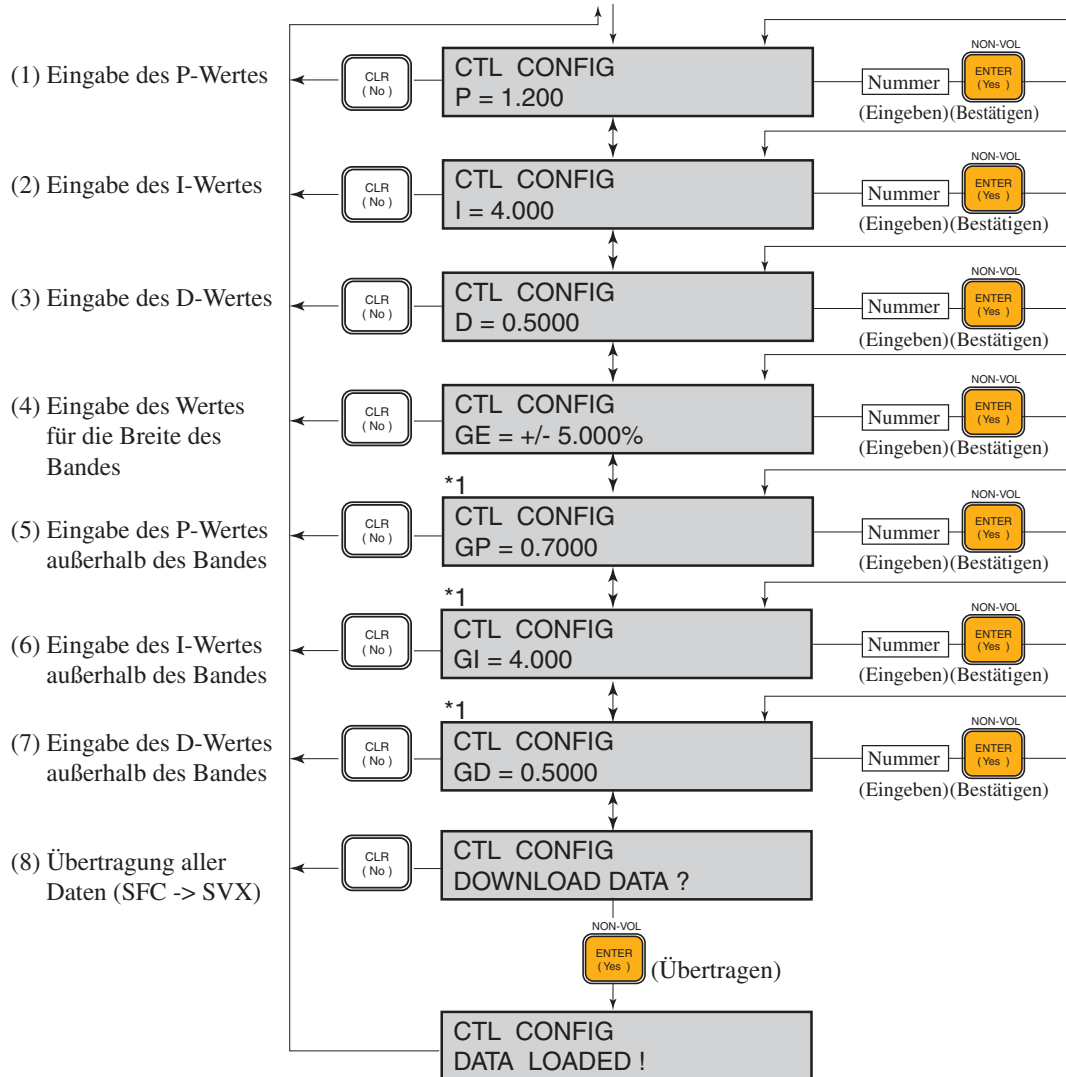 (1) Eingabe des P-Wertes
CLR
( No )
CTL CONFIG
P = 1.200
Nummer
NON-VOL
ENTER
(Yes )
(Eingeben)(Bestätigen)
(2) Eingabe des I-Wertes
CLR
( No )
CTL CONFIG
I = 4.000
Nummer
NON-VOL
ENTER
(Yes )
(Eingeben)(Bestätigen)
(3) Eingabe des D-Wertes
CLR
( No )
CTL CONFIG
D = 0.5000
Nummer
NON-VOL
ENTER
(Yes )
(Eingeben)(Bestätigen)
(4) Eingabe des Wertes
für die Breite des
Bandes
CLR
( No )
CTL CONFIG
GE = +/- 5.000%
Nummer
NON-VOL
ENTER
(Yes )
(Eingeben)(Bestätigen)
(5) Eingabe des P-Wertes
außerhalb des Bandes
CLR
( No )
*1
CTL CONFIG
GP = 0.7000
Nummer
NON-VOL
ENTER
(Yes )
(Eingeben)(Bestätigen)
(6) Eingabe des I-Wertes
außerhalb des Bandes
CLR
( No )
*1
CTL CONFIG
GI = 4.000
Nummer
NON-VOL
ENTER
(Yes )
(Eingeben)(Bestätigen)
(7) Eingabe des D-Wertes
außerhalb des Bandes
CLR
( No )
*1
CTL CONFIG
GD = 0.5000
Nummer
NON-VOL
ENTER
(Yes )
(Eingeben)(Bestätigen)
(8) Übertragung aller
Daten (SFC -> SVX)
CLR
( No )
CTL CONFIG
DOWNLOAD DATA ?
NON-VOL
ENTER
(Yes )
(Übertragen)
CTL CONFIG
DATA LOADED !